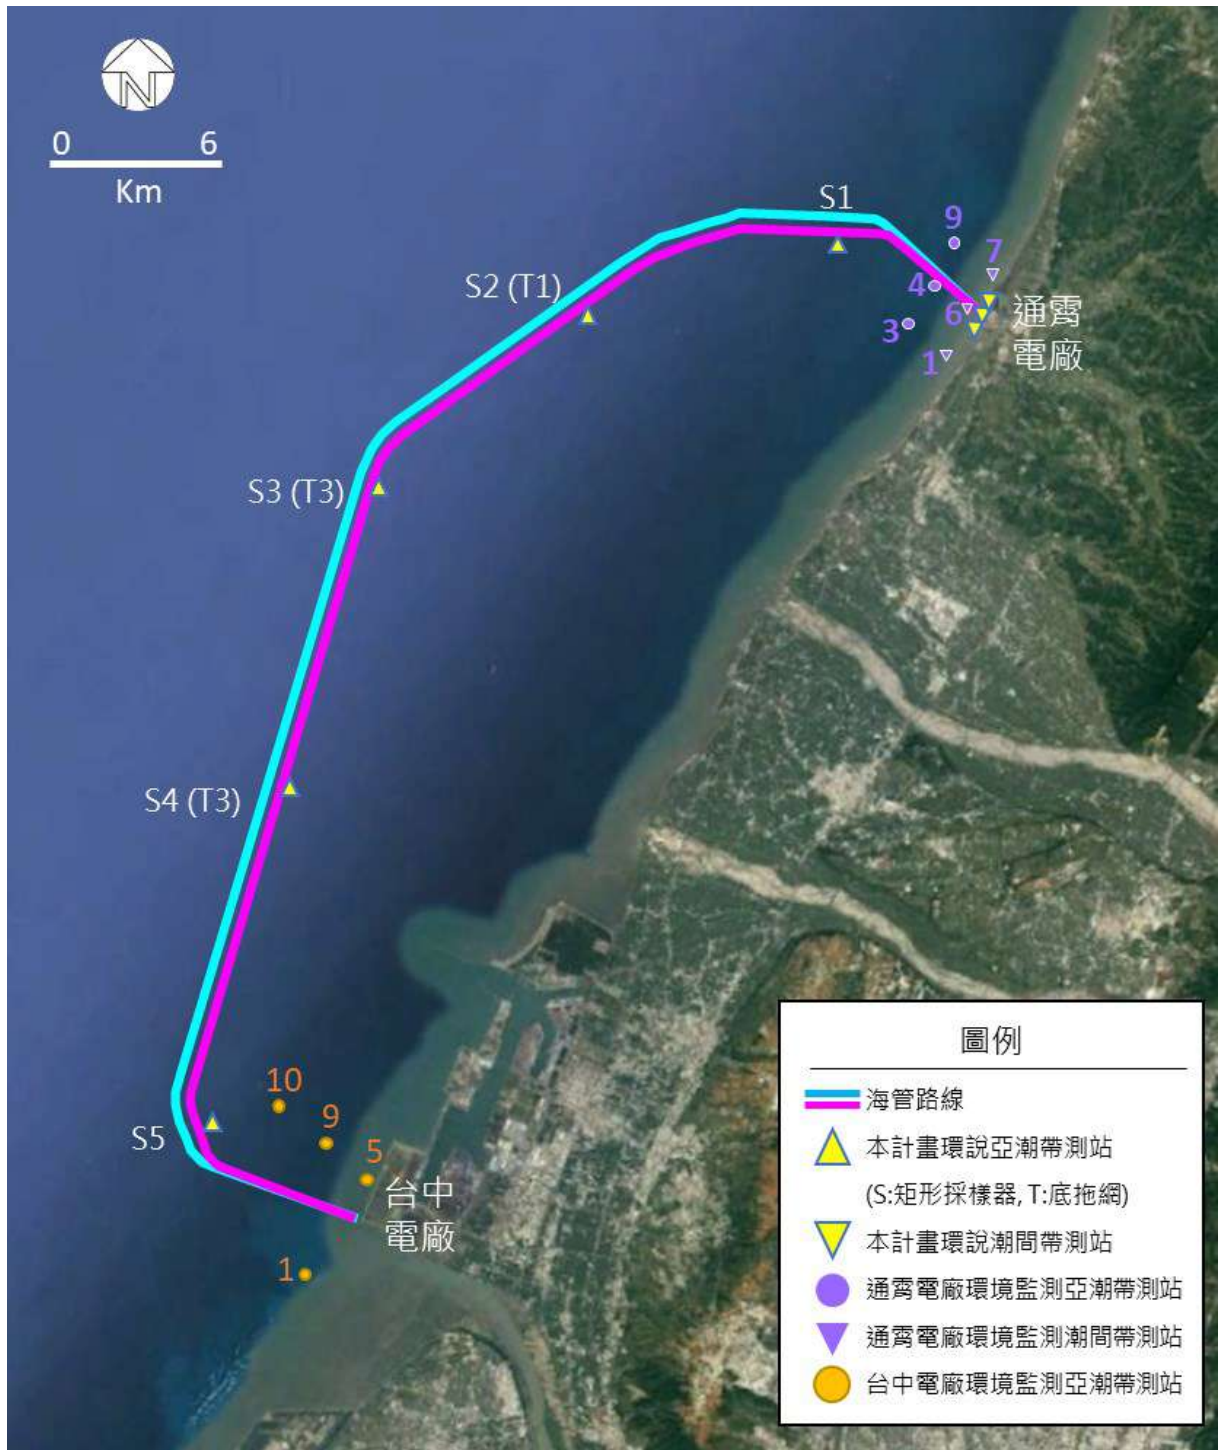 N
0 6
Km
S1
9
7
S2 (T1)
4
6
通霄
電廠
3
1
S3 (T3)
S4 (T3)
10
9
S5
5
台中
電廠
1
圖例
海管路線
本計畫環說亞潮帶測站
(S:矩形採樣器, T:底拖網)
本計畫環說潮間帶測站
通霄電廠環境監測亞潮帶測站
通霄電廠環境監測潮間帶測站
台中電廠環境監測亞潮帶測站